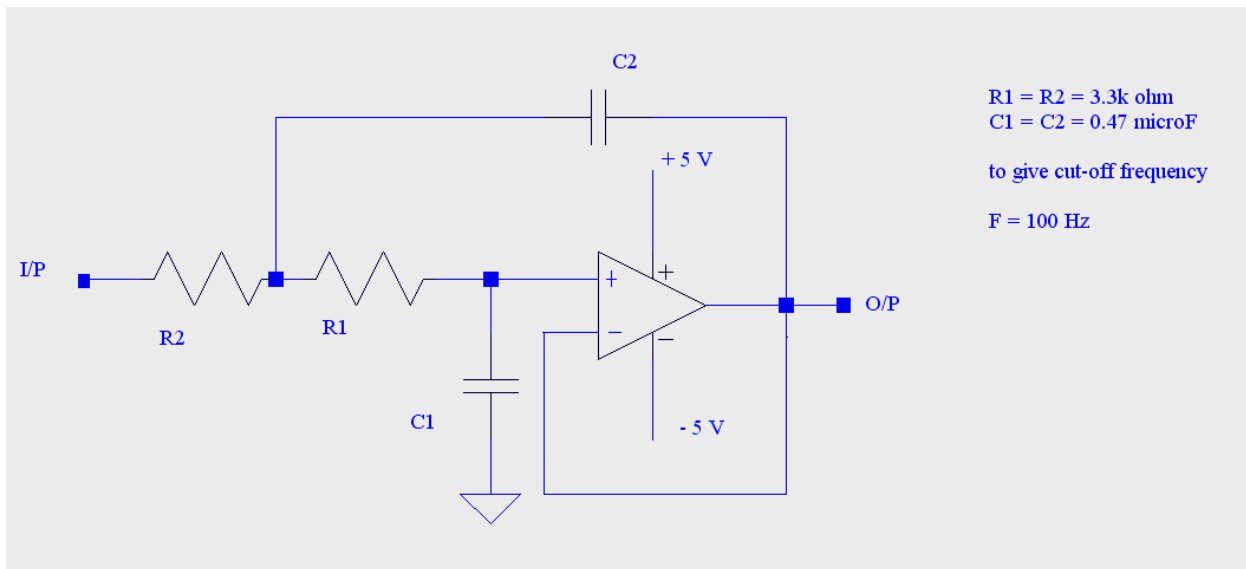 C2
R1 = R2 = 3.3k ohm
C1 = C2 = 0.47 microF
to give cut-off frequency
F = 100 Hz
+ 5 V
I/P
R2
R1
+
−
+
−
O/P
C1
- 5 V